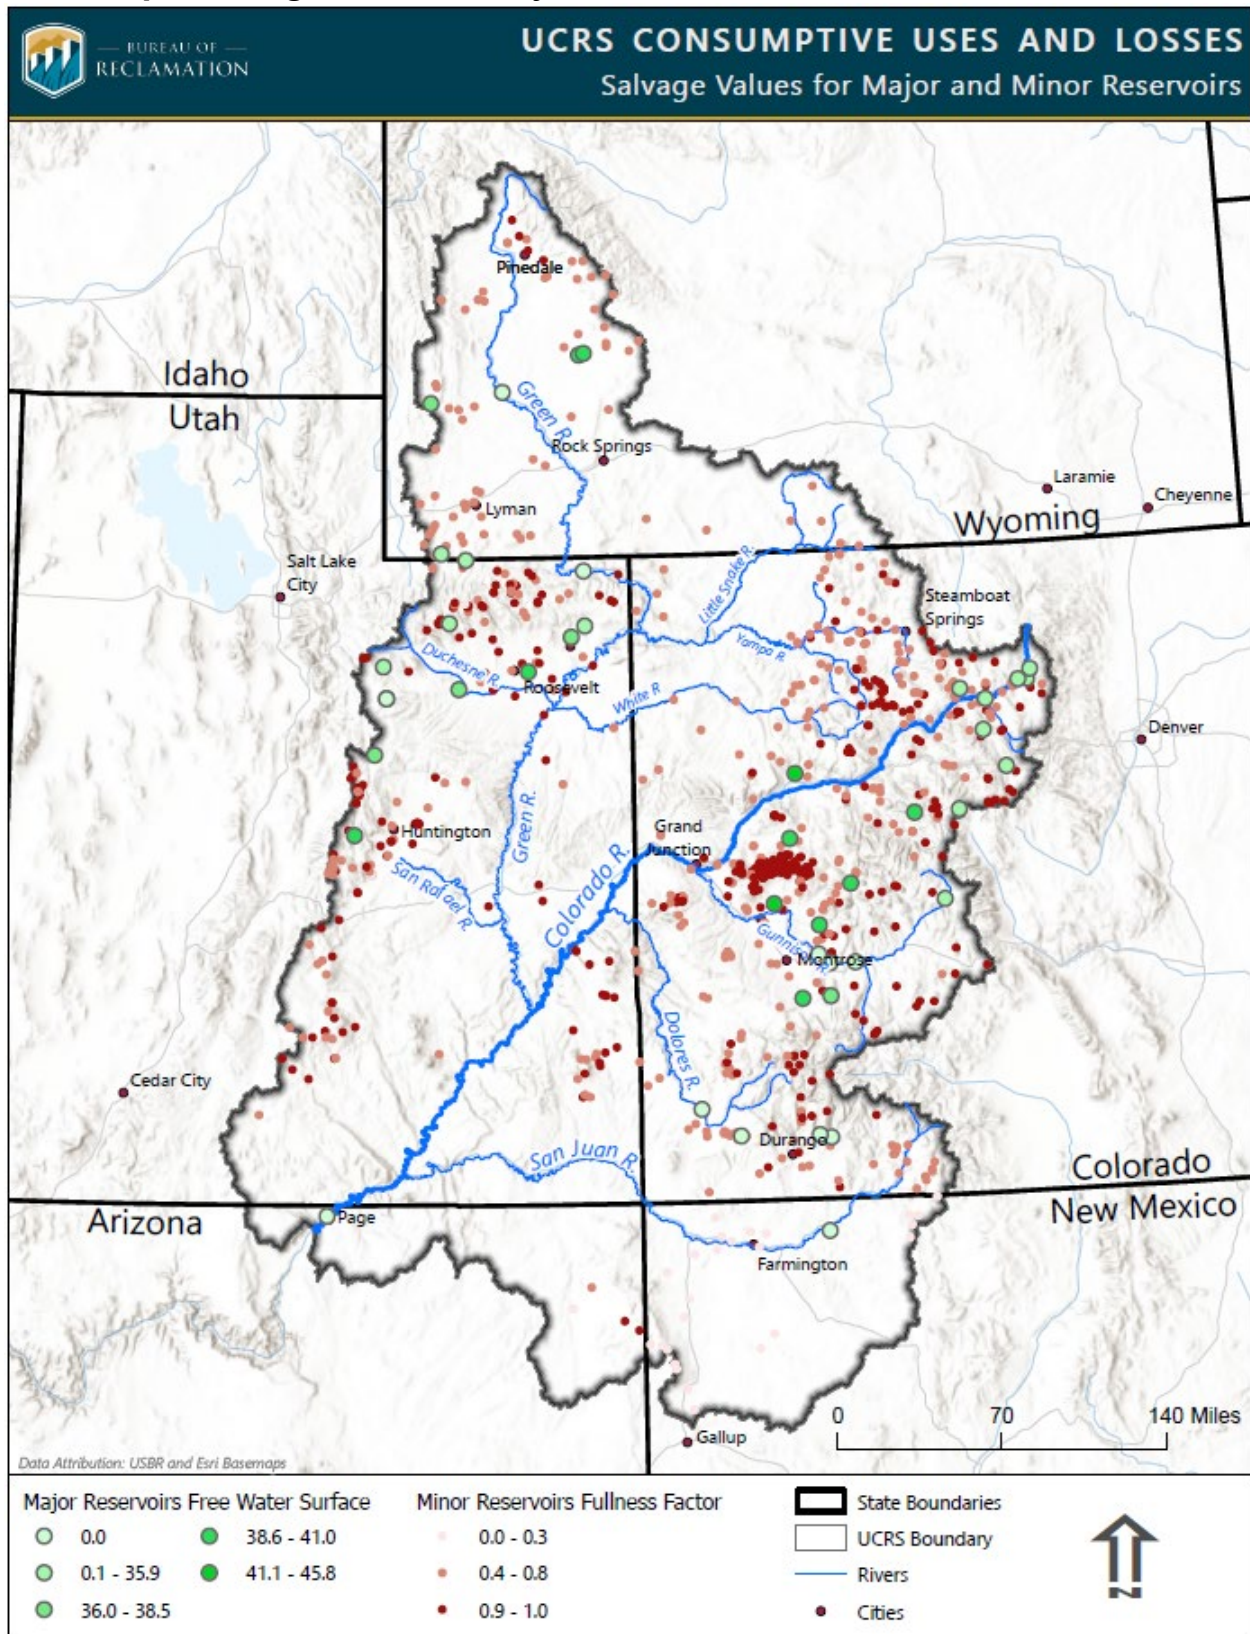 BUREAU OF
RECLAMATION
UCRS CONSUMPTIVE USES AND LOSSES
Salvage Values for Major and Minor Reservoirs
Pinedale
Idaho
Utah
Green R.
Rock Springs
Lyman
Laramie
Cheyenne
Wyoming
Salt Lake
City
Little Snake R.
Steamboat
Springs
Yampa R.
Duchesne R.
Roosevelt
White R
Denver
Huntington
Green R.
Grand
Junction
San Rafael R.
Colorado R.
Montrose
Dolores R.
Cedar City
Durango
San Juan R.
Colorado
New Mexico
Arizona
Page
Farmington
0 70 140 Miles
Gallup
Data Attribution: USBR and Esri Basemaps
Major Reservoirs Free Water Surface
0.0
0.1 - 35.9
36.0 - 38.5
38.6 - 41.0
41.1 - 45.8
Minor Reservoirs Fullness Factor
0.0 - 0.3
0.4 - 0.8
0.9 - 1.0
State Boundaries
UCRS Boundary
Rivers
Cities
N